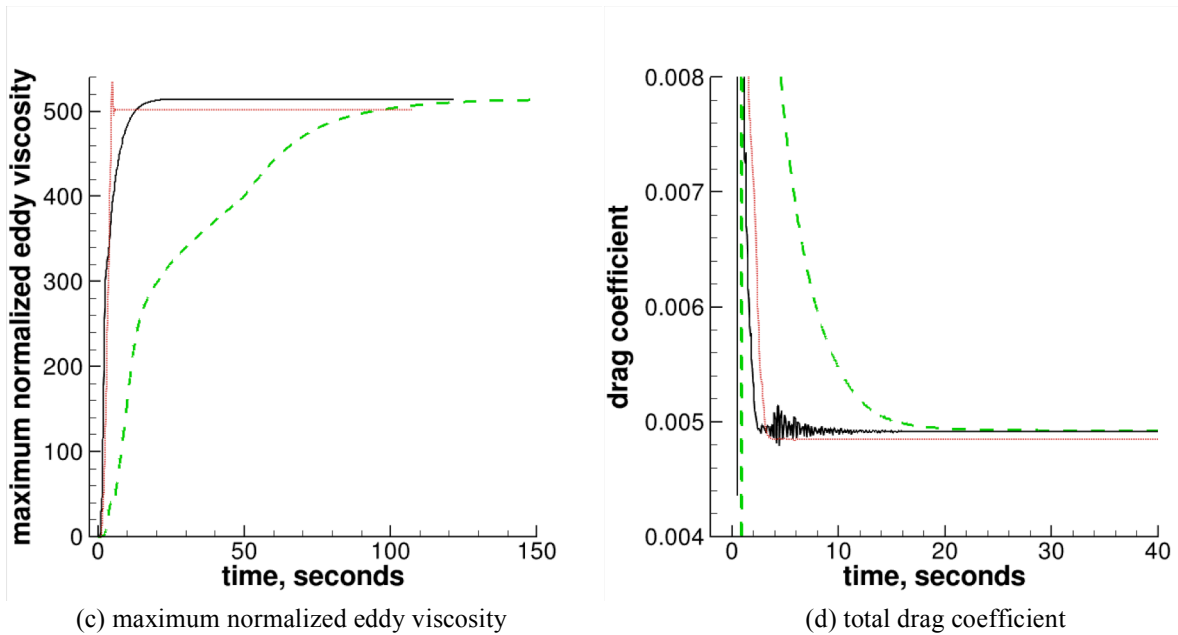 maximum normalized eddy viscosity
500
400
300
200
100
0
0 50 100 150
time, seconds
(c) maximum normalized eddy viscosity
drag coefficient
0.008
0.007
0.006
0.005
0.004
0 10 20 30 40
time, seconds
(d) total drag coefficient